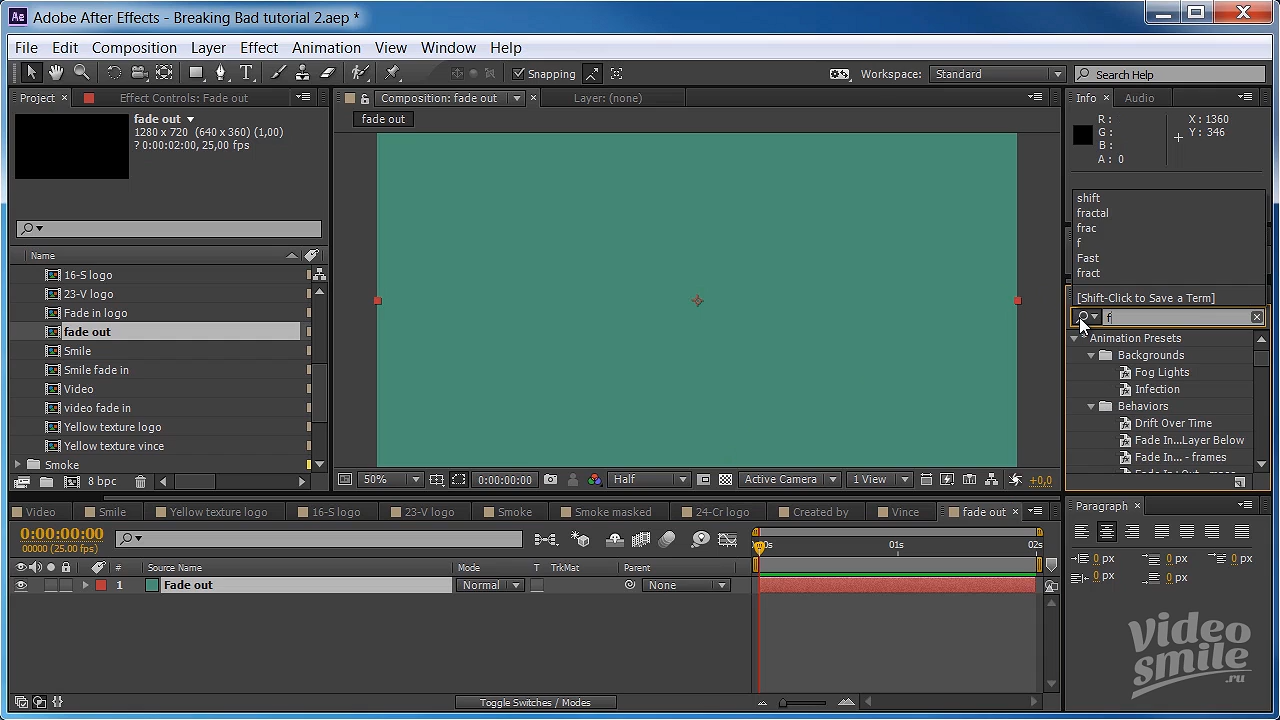 Ae Adobe After Effects - Breaking Bad tutorial 2.aep *
File Edit Composition Layer Effect Animation View Window Help
Snapping
Workspace: Standard
Search Help
Project
Effect Controls: Fade out
fade out
1280 x 720 (640 x 360) (1,00)
? 0:00:02:00, 25,00 fps
Name
16-S logo
23-V logo
Fade in logo
fade out
Smile
Smile fade in
Video
video fade in
Yellow texture logo
Yellow texture vince
Smoke
8 bpc
Composition: fade out
Layer: (none)
fade out
50%
0:00:00:00
Half
Active Camera
1 View
+0,0
Info
Audio
R :
G :
B :
A : 0
X : 1360
Y : 346
shift
fractal
frac
f
Fast
fract
[Shift-Click to Save a Term]
f
Animation Presets
Backgrounds
Fog Lights
Infection
Behaviors
Drift Over Time
Fade In...Layer Below
Fade In... - frames
Video
Smile
Yellow texture logo
16-S logo
23-V logo
Smoke
Smoke masked
24-Cr logo
Created by
Vince
fade out
0:00:00:00
00000 (25.00 fps)
01s
02s
#
Source Name
Mode
T
TrkMat
Parent
1
Fade out
Normal
None
Toggle Switches / Modes
Paragraph
0 px
0 px
0 px
0 px
0 px
video
smile
.ru